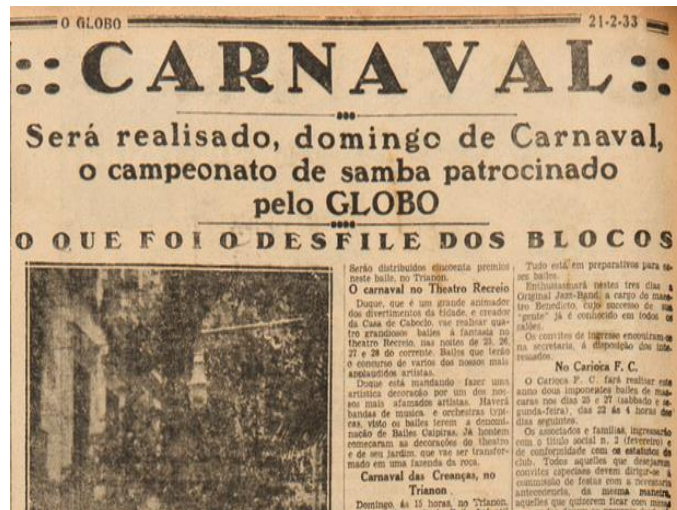 O GLOBO
21-2-33
:: CARNAVAL ::
Será realisado, domingo de Carnaval,
o campeonato de samba patrocinado
pelo GLOBO
O QUE FOI O DESFILE DOS BLOCOS
Serão distribuidos cincoenta premios
neste baile, no Trianon.
O carnaval no Theatro Recreio
Duque, que é um grande animador
dos divertimentos da cidade, e creador
da Casa de Caboclo, vae realizar qua-
tro grandiosos bailes á fantasia no
theatro Recreio, nas noites de 25, 26,
27 e 28 do corrente. Bailes que terão
o concurso de varios dos nossos mais
applaudidos artistas.
Duque está mandando fazer uma
artistica decoração por um dos nos-
sos mais afamados artistas. Haverá
bandas de musica e orchestras typi-
cas, visto os bailes terem a denomi-
nação de Bailes Caipiras. Já hontem
começaram as decorações do theatro
e de seu jardim, que vae ser transfor-
mado em uma fazenda da roça.
Carnaval das Creanças, no
Trianon
Domingo, ás 15 horas, no Trianon,
Tudo está em preparativos para es-
ses bailes.
Enthusiasmará nestes tres dias a
Original Jazz-Band, a cargo do maes-
tro Benedicto, cujo successo de sua
"gente" já é conhecido em todos os
salões.
Os convites de ingresso encontram-se
na secretaria, á disposição dos inte-
ressados.
No Carioca F. C.
O Carioca F. C. fará realizar este
anno dous imponentes bailes de mas-
caras nos dias 25 e 27 (sabbado e se-
gunda-feira), das 22 ás 4 horas dos
dias seguintes.
Os associados e familias, ingressarão
com o titulo social n. 2 (fevereiro) e
de conformidade com os estatutos do
club. Todos aquelles que desejarem
convites especiaes devem dirigir-se á
commissão de festas com a necessaria
antecedencia, da mesma maneira,
aquelles que quizerem ficar com mesas